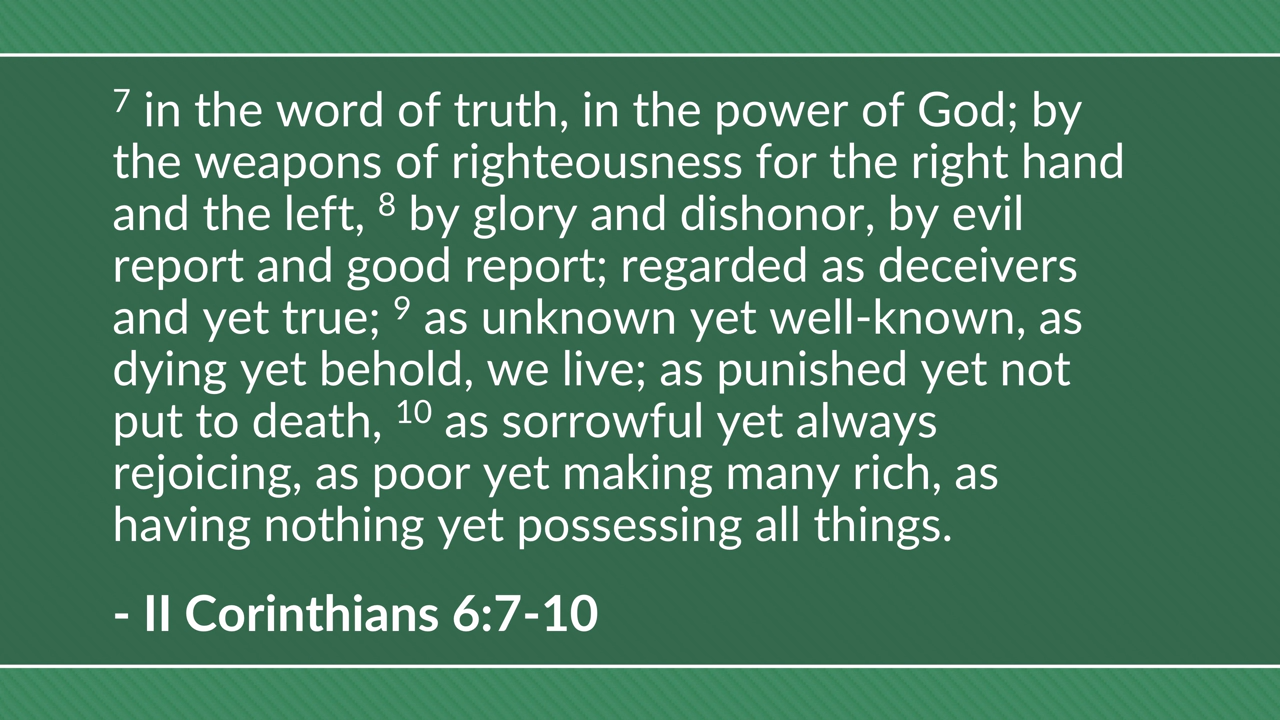 7 in the word of truth, in the power of God; by
the weapons of righteousness for the right hand
and the left, 8 by glory and dishonor, by evil
report and good report; regarded as deceivers
and yet true; 9 as unknown yet well-known, as
dying yet behold, we live; as punished yet not
put to death, 10 as sorrowful yet always
rejoicing, as poor yet making many rich, as
having nothing yet possessing all things.
- II Corinthians 6:7-10